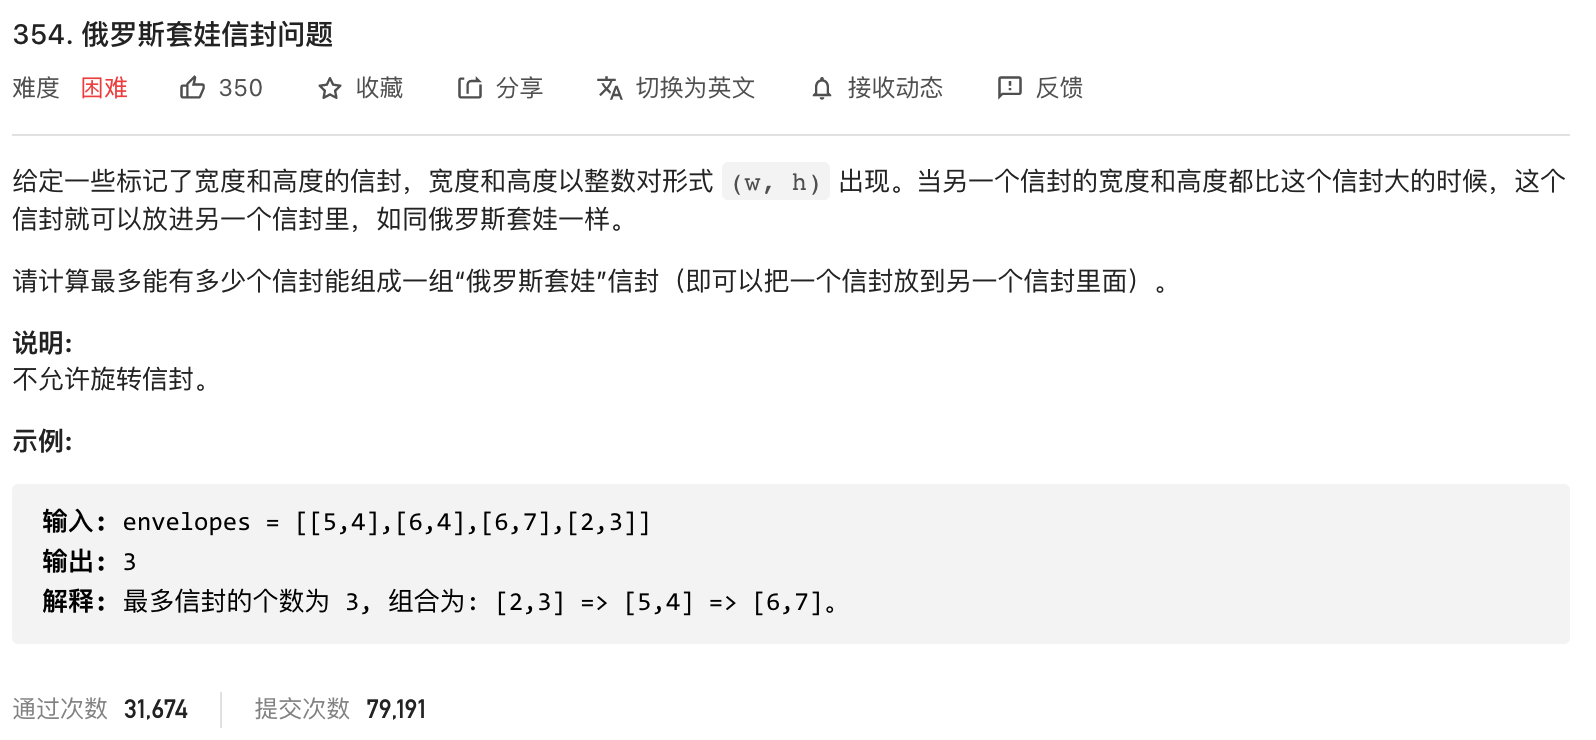 354. 俄罗斯套娃信封问题
难度 困难 350 收藏 分享 切换为英文 接收动态 反馈
给定一些标记了宽度和高度的信封，宽度和高度以整数对形式 (w, h) 出现。当另一个信封的宽度和高度都比这个信封大的时候，这个
信封就可以放进另一个信封里，如同俄罗斯套娃一样。
请计算最多能有多少个信封能组成一组“俄罗斯套娃”信封（即可以把一个信封放到另一个信封里面）。
说明:
不允许旋转信封。
示例:
输入: envelopes = [[5,4],[6,4],[6,7],[2,3]]
输出: 3
解释: 最多信封的个数为 3, 组合为: [2,3] => [5,4] => [6,7]。
通过次数 31,674 提交次数 79,191